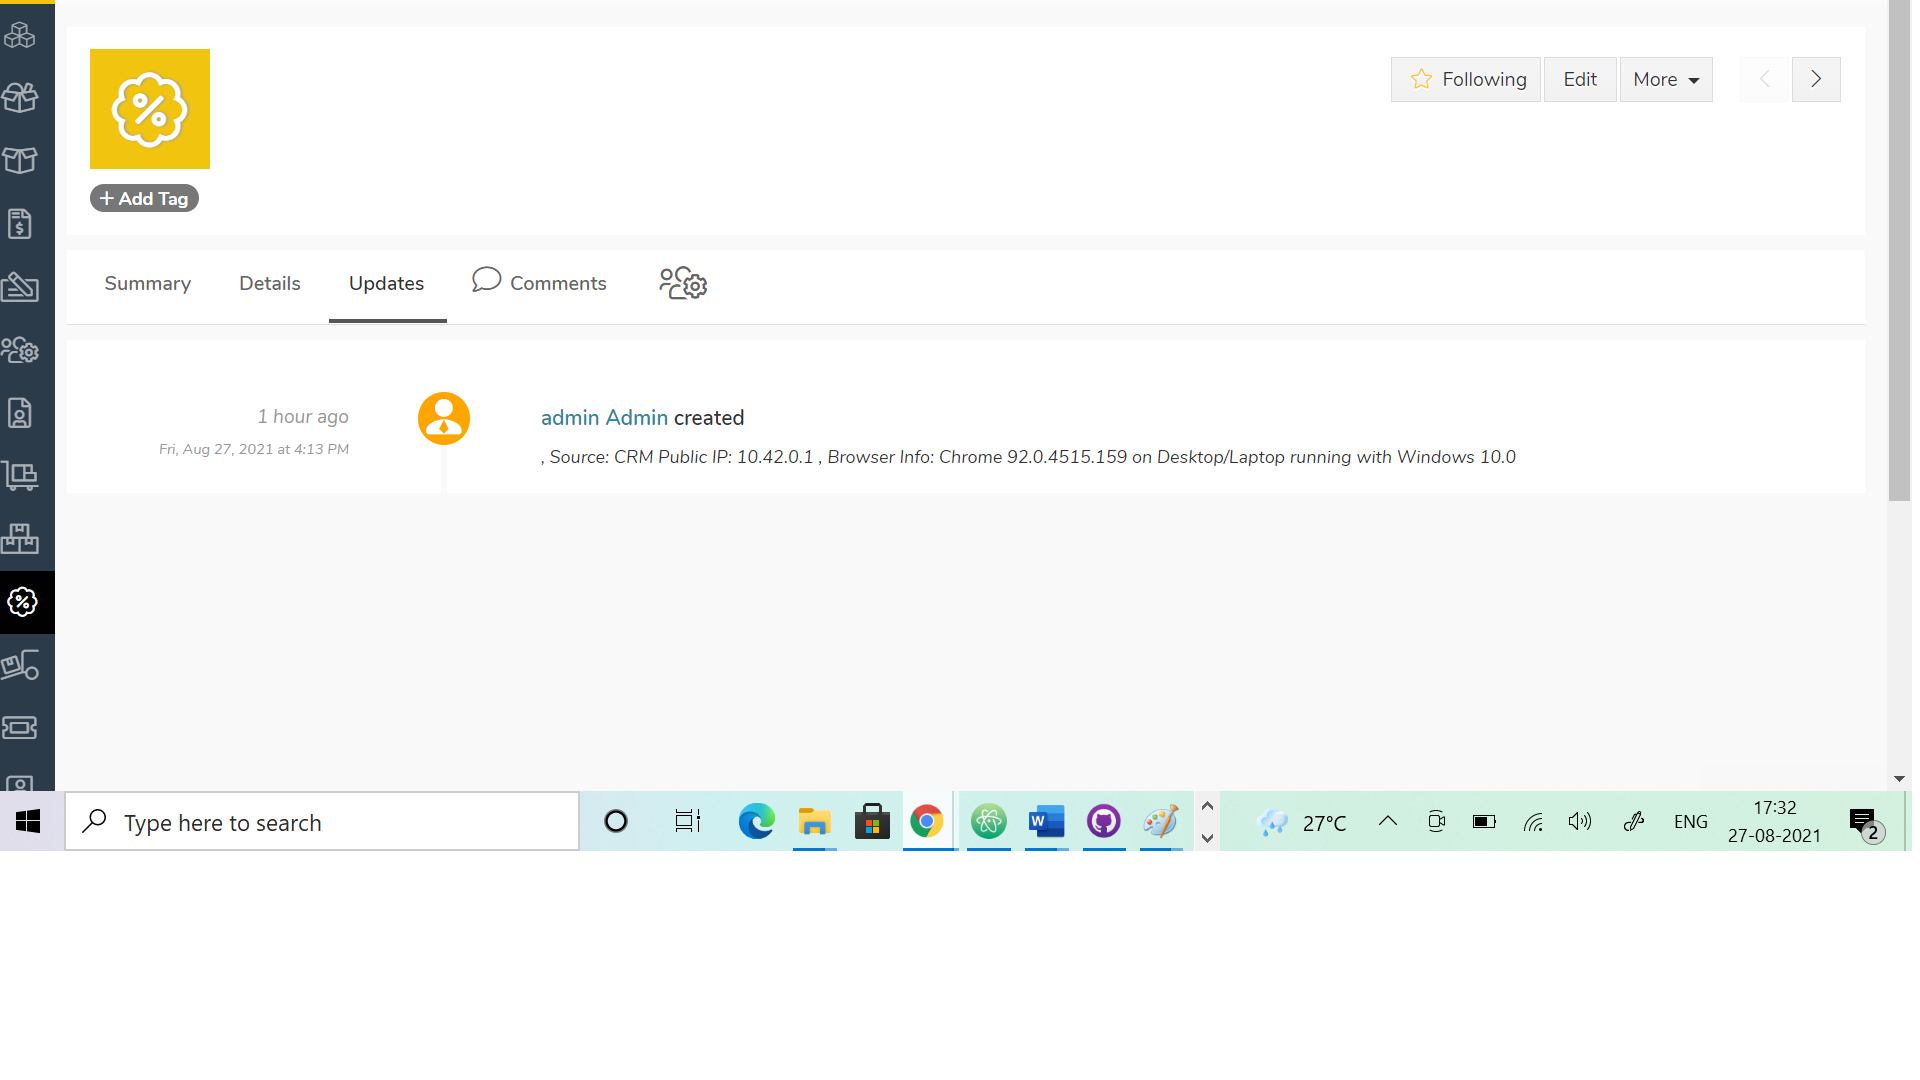 Following
Edit
More
+ Add Tag
Summary
Details
Updates
Comments
1 hour ago
Fri, Aug 27, 2021 at 4:13 PM
admin Admin created
, Source: CRM Public IP: 10.42.0.1 , Browser Info: Chrome 92.0.4515.159 on Desktop/Laptop running with Windows 10.0
Type here to search
27°C
ENG
17:32
27-08-2021
2